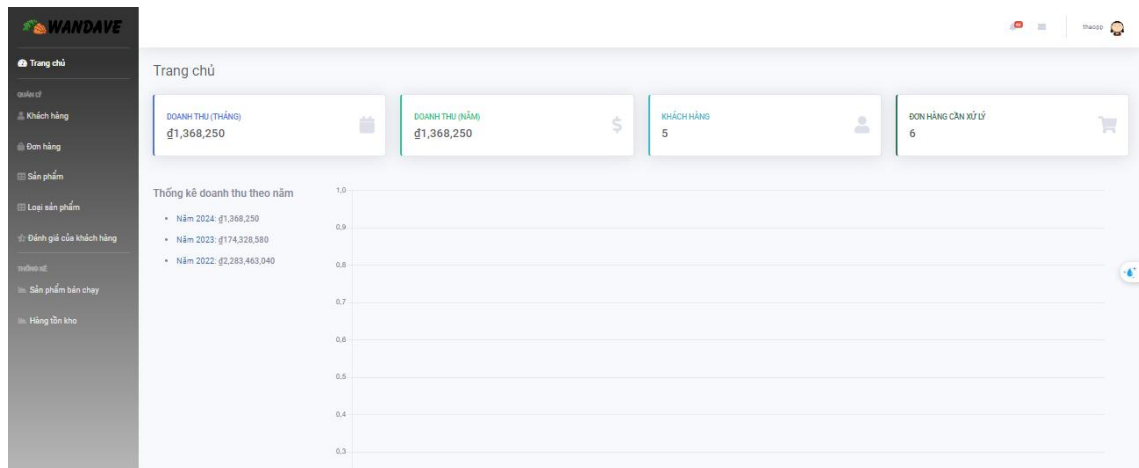 WANDAVE
thaopp
Trang chủ
Trang chủ
QUẢN LÝ
Khách hàng
Đơn hàng
Sản phẩm
Loại sản phẩm
Đánh giá của khách hàng
THỐNG KÊ
Sản phẩm bán chạy
Hàng tồn kho
DOANH THU (THÁNG)
₫1,368,250
DOANH THU (NĂM)
₫1,368,250
KHÁCH HÀNG
5
ĐƠN HÀNG CẦN XỬ LÝ
6
Thống kê doanh thu theo năm
Năm 2024: ₫1,368,250
Năm 2023: ₫174,328,580
Năm 2022: ₫2,283,463,040
1,0
0,9
0,8
0,7
0,6
0,5
0,4
0,3